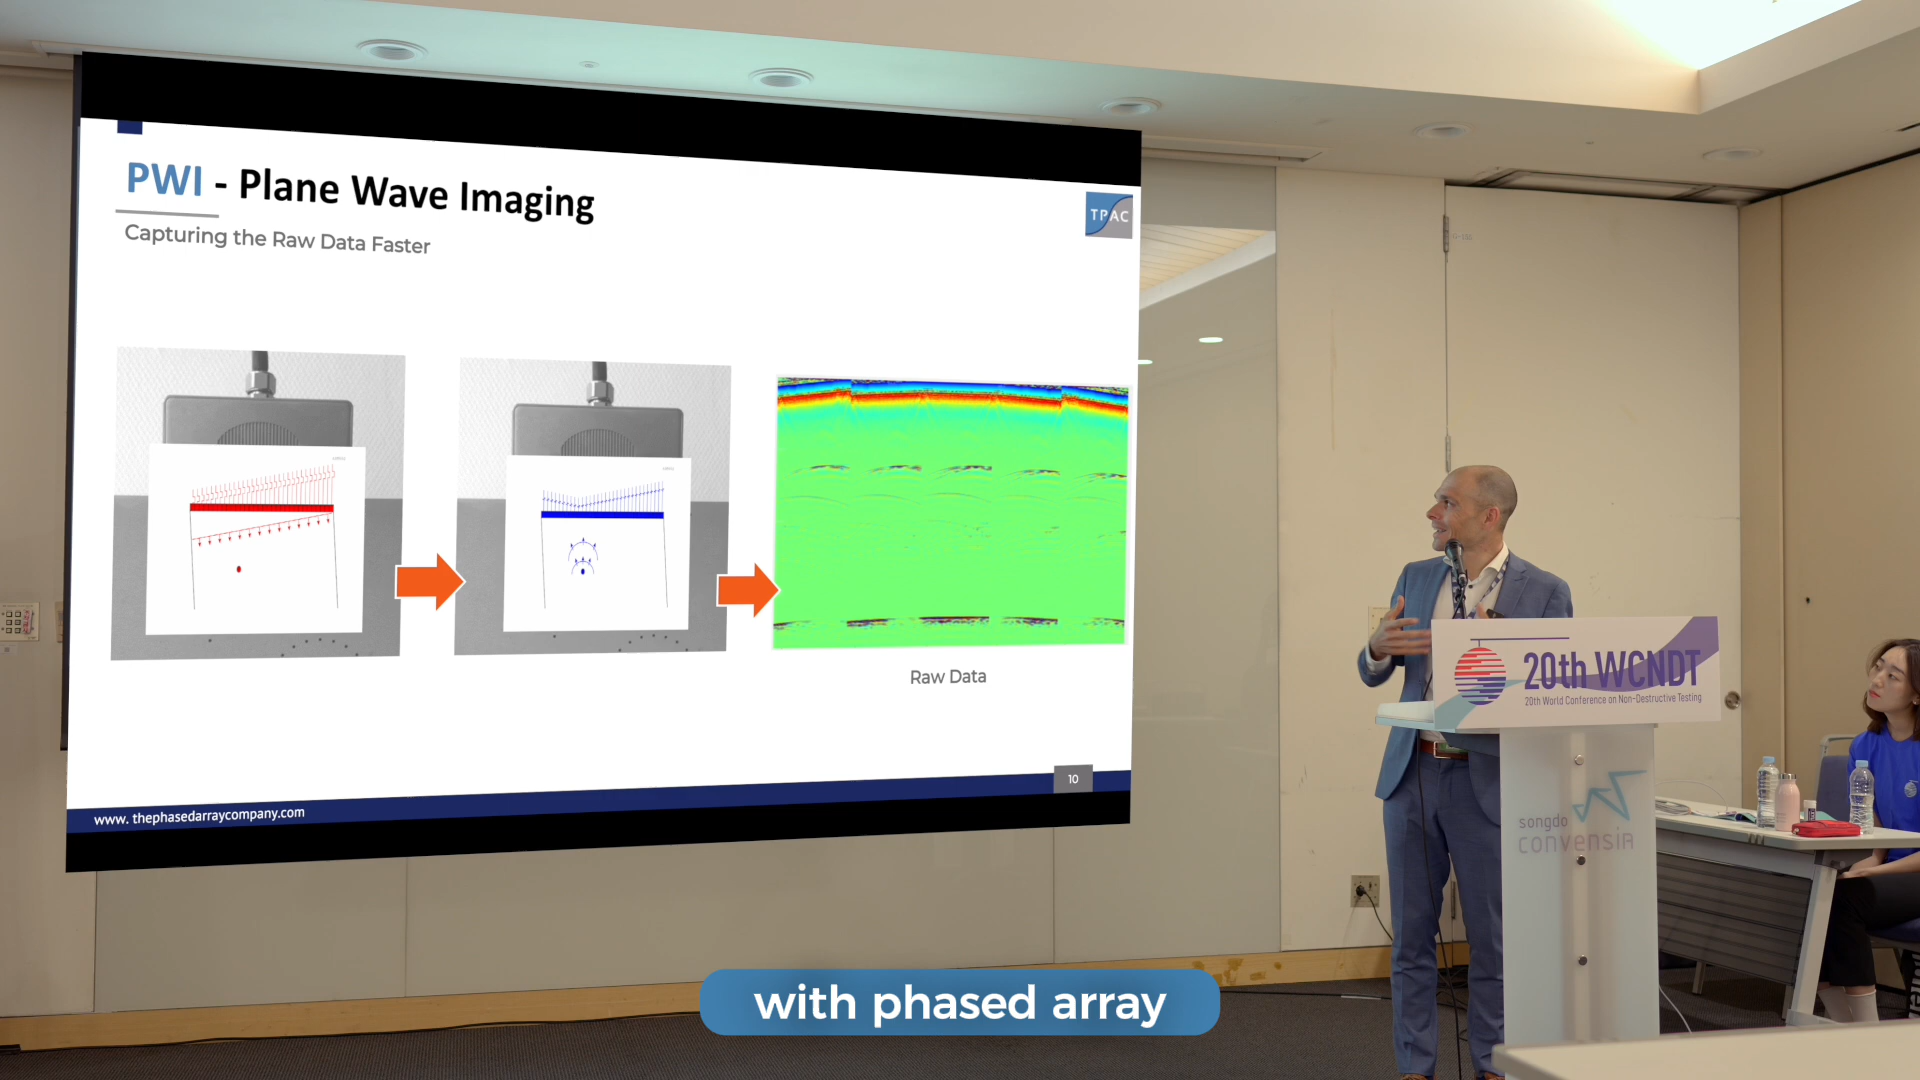 PWI - Plane Wave Imaging
Capturing the Raw Data Faster
TPAC
Raw Data
10
www. thephasedarraycompany.com
20th WCNDT
20th World Conference on Non-Destructive Testing
songdo
convensia
with phased array